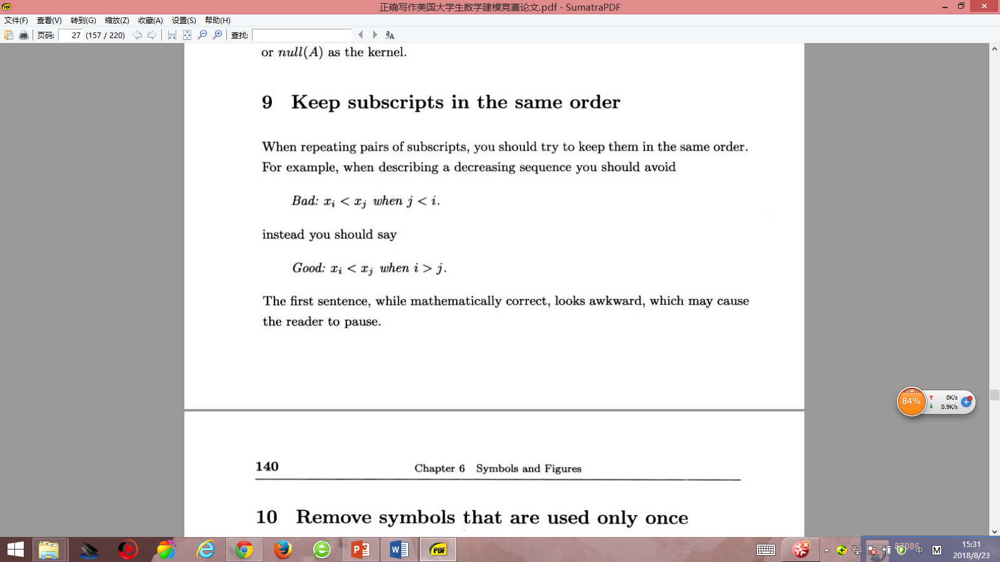 正确写作美国大学生数学建模竞赛论文.pdf - SumatraPDF
文件(F) 查看(V) 转到(G) 缩放(Z) 收藏(A) 设置(S) 帮助(H)
页码: 27 (157 / 220) 查找:
or null(A) as the kernel.
9 Keep subscripts in the same order
When repeating pairs of subscripts, you should try to keep them in the same order.
For example, when describing a decreasing sequence you should avoid
Bad: xᵢ < xⱼ when j < i.
instead you should say
Good: xᵢ < xⱼ when i > j.
The first sentence, while mathematically correct, looks awkward, which may cause
the reader to pause.
84% 0K/s
0.9K/s
140 Chapter 6 Symbols and Figures
10 Remove symbols that are used only once
PDF
中 M
15:31
2018/8/23